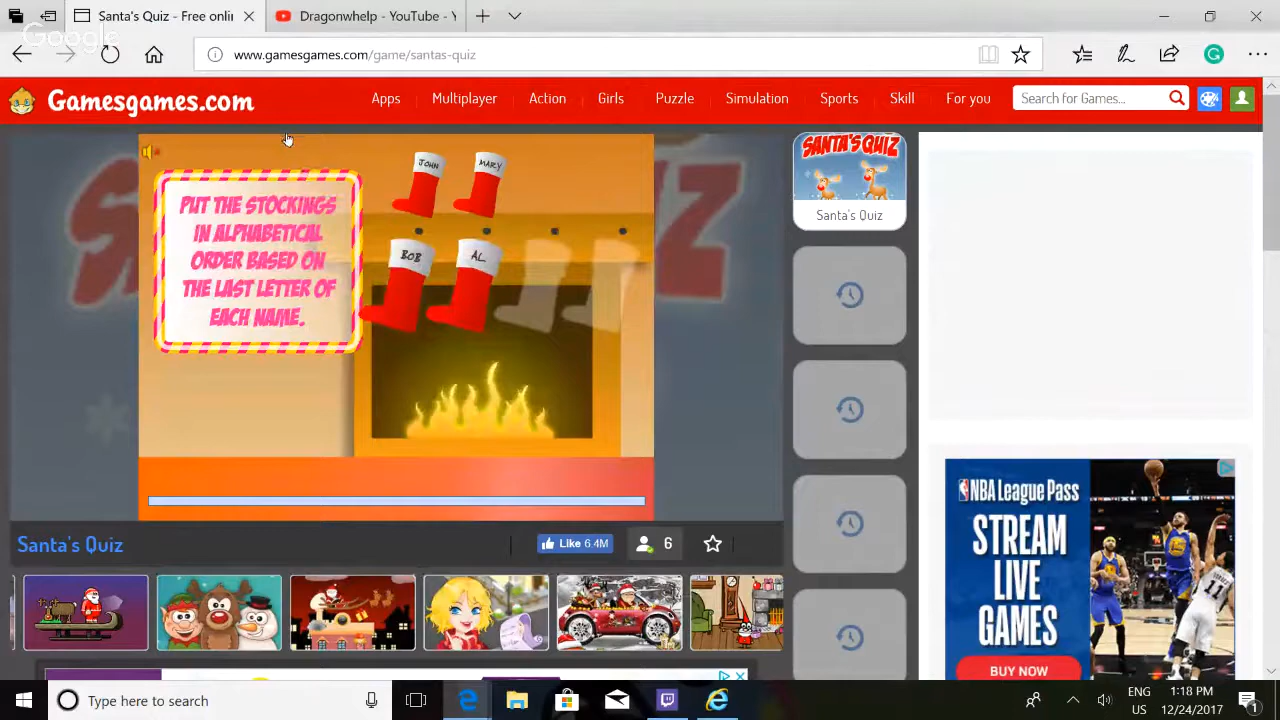 Santa's Quiz - A free Girl G
Dragonwhelp - YouTube
Google
www.gamesgames.com/game/santas-quiz
Gamesgames.com
Apps
Multiplayer
Action
Girls
Puzzle
Simulation
Sports
Skill
For you
Search for Games...
JOHN
MARY
PUT THE STOCKINGS
IN ALPHABETICAL
ORDER BASED ON
THE LAST LETTER OF
EACH NAME.
BOB
AL
SANTA'S QUIZ
Santa's Quiz
NBA League Pass
STREAM
LIVE
GAMES
BUY NOW
Santa's Quiz
Like 6.4M
6
Type here to search
ENG
US
1:18 PM
12/24/2017
1